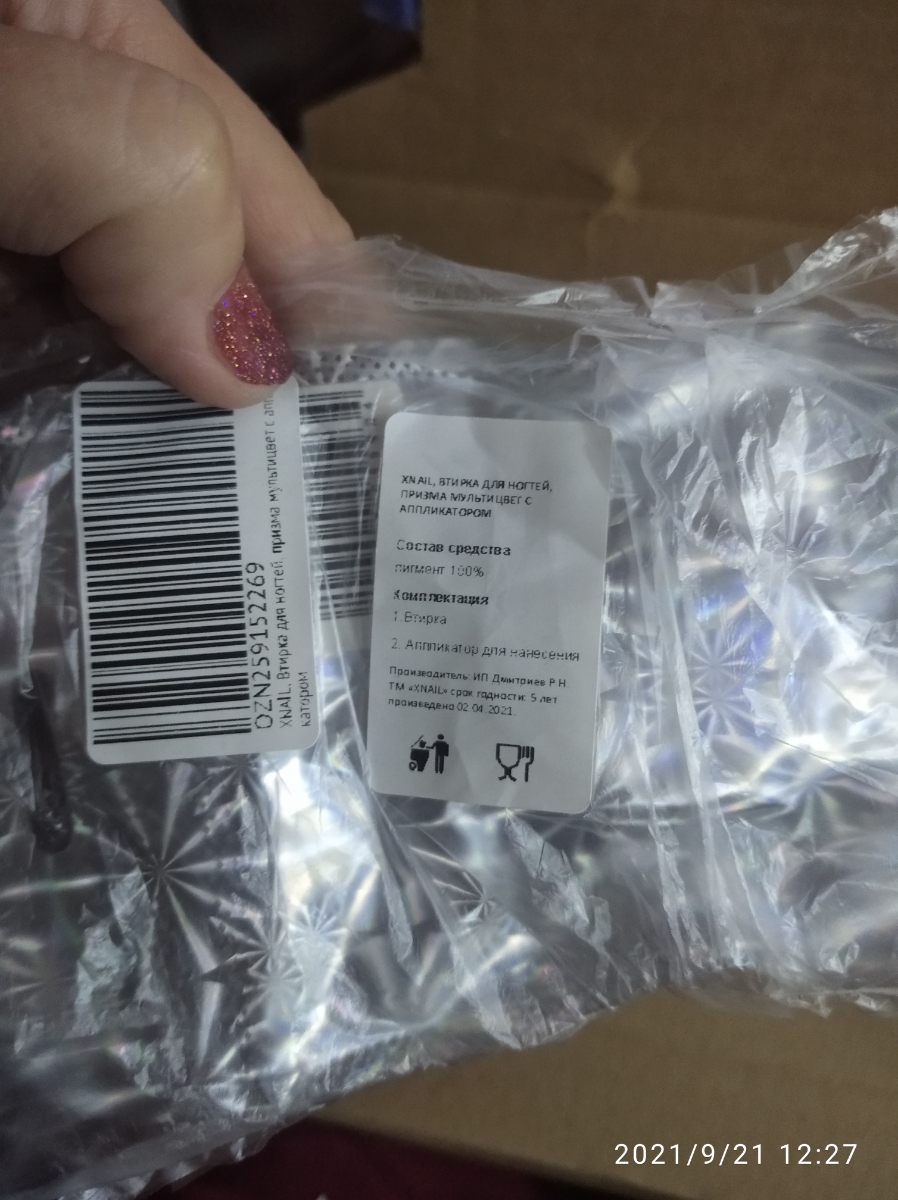 OZN259152269
XNAIL, Втирка для ногтей, призма мультицвет с апп
катором
XNAIL, ВТИРКА ДЛЯ НОГТЕЙ,
ПРИЗМА МУЛЬТИЦВЕТ С
АППЛИКАТОРОМ
Состав средства
пигмент 100%
Комплектация
1. Втирка
2. Аппликатор для нанесения
Производитель: ИП Дмитриев Р.Н.
ТМ «XNAIL» срок годности: 5 лет
произведена 02.04.2021.
2021/9/21 12:27